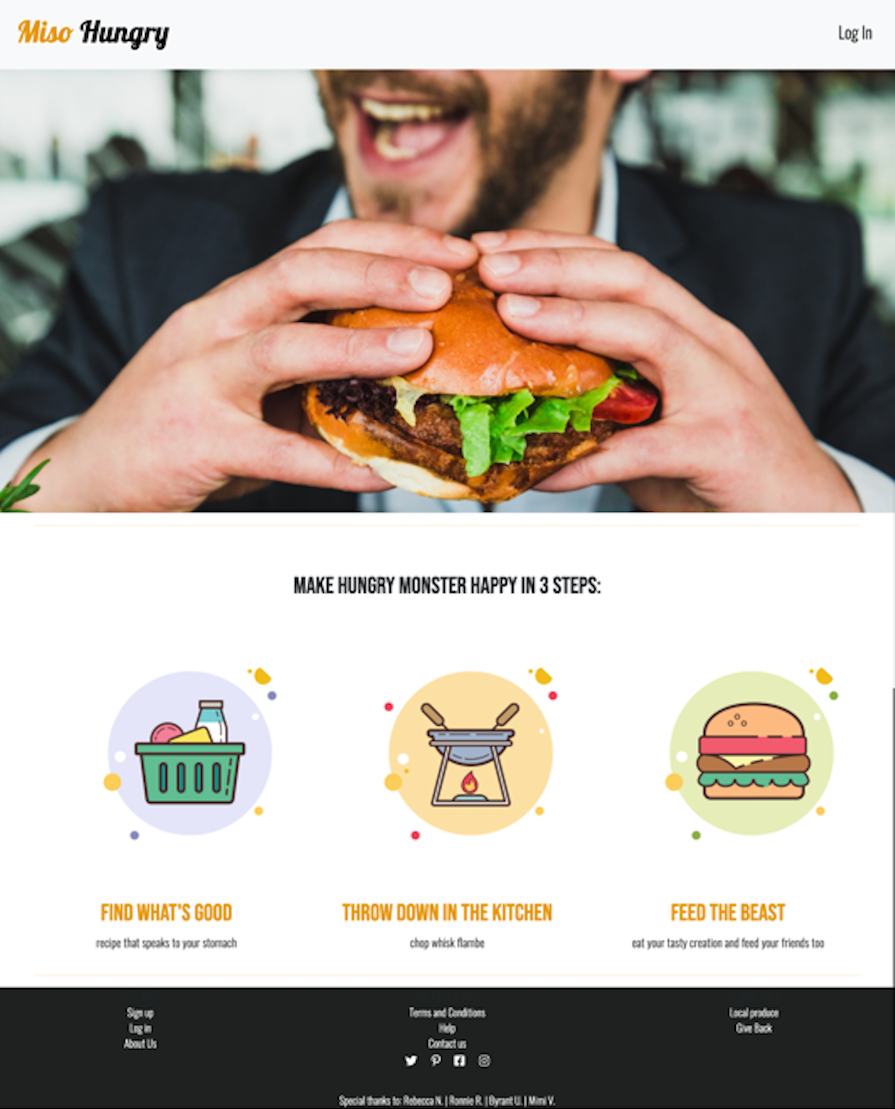 Miso Hungry
Log In
MAKE HUNGRY MONSTER HAPPY IN 3 STEPS:
FIND WHAT'S GOOD
recipe that speaks to your stomach
THROW DOWN IN THE KITCHEN
chop whisk flambe
FEED THE BEAST
eat your tasty creation and feed your friends too
Sign up
Log in
About Us
Terms and Conditions
Help
Contact us
Local produce
Give Back
Special thanks to: Rebecca N. | Ronnie R. | Byrant U. | Mimi V.